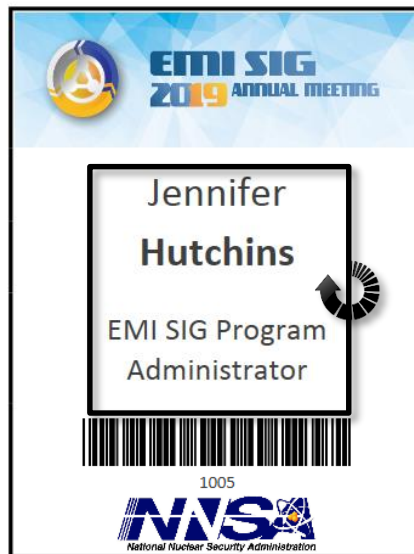 EMI SIG
2019 ANNUAL MEETING
Jennifer
Hutchins
EMI SIG Program
Administrator
1005
NNSA
National Nuclear Security Administration